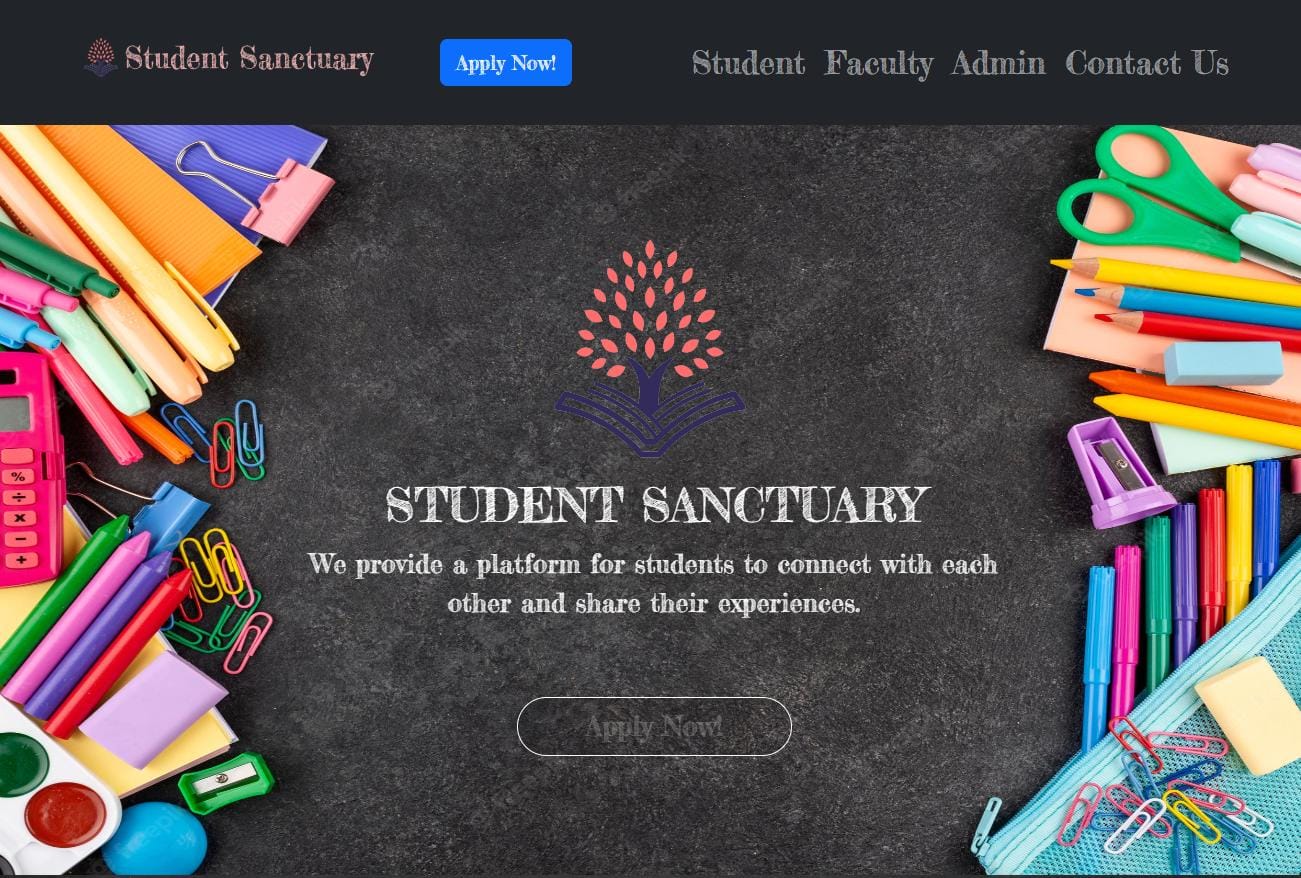 Student Sanctuary
Apply Now!
Student Faculty Admin Contact Us
STUDENT SANCTUARY
We provide a platform for students to connect with each
other and share their experiences.
Apply Now!
%
÷
x
−
+